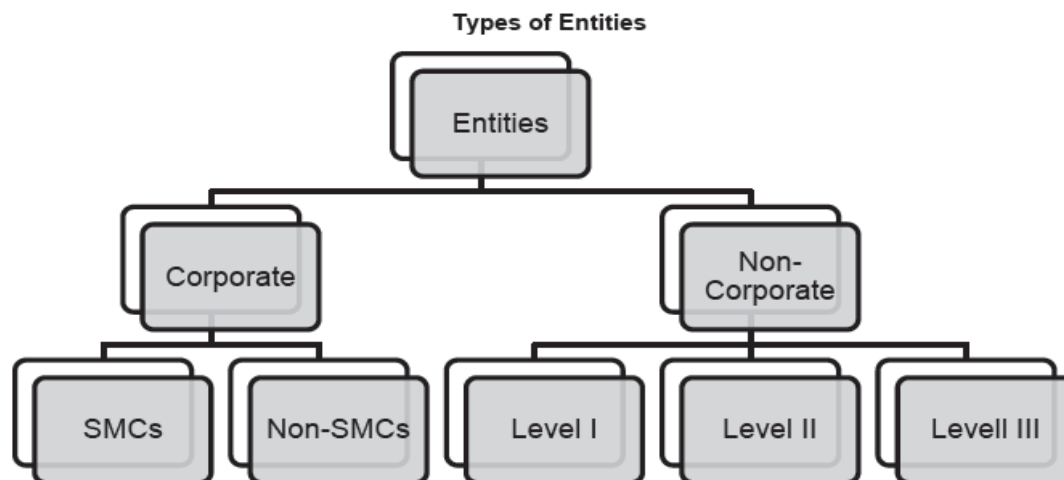 Types of Entities
Entities
Corporate
Non-
Corporate
SMCs
Non-SMCs
Level I
Level II
Levell III